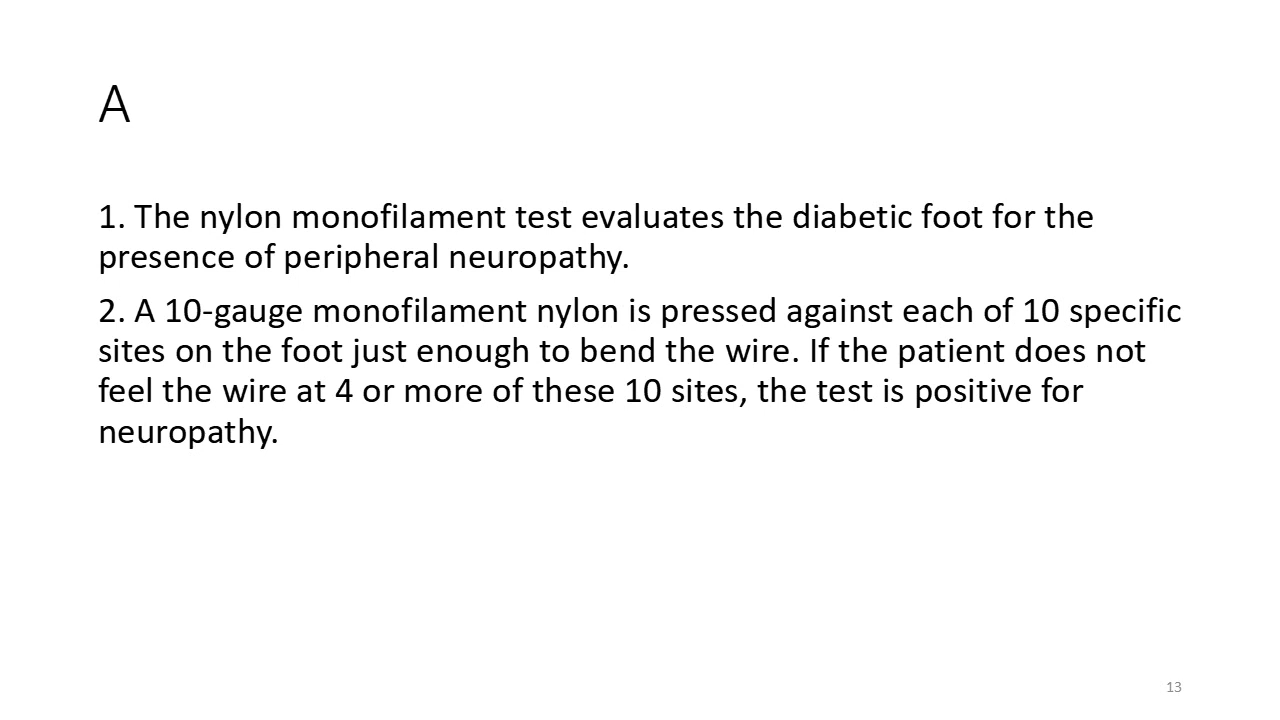 A
1. The nylon monofilament test evaluates the diabetic foot for the
presence of peripheral neuropathy.
2. A 10-gauge monofilament nylon is pressed against each of 10 specific
sites on the foot just enough to bend the wire. If the patient does not
feel the wire at 4 or more of these 10 sites, the test is positive for
neuropathy.
13